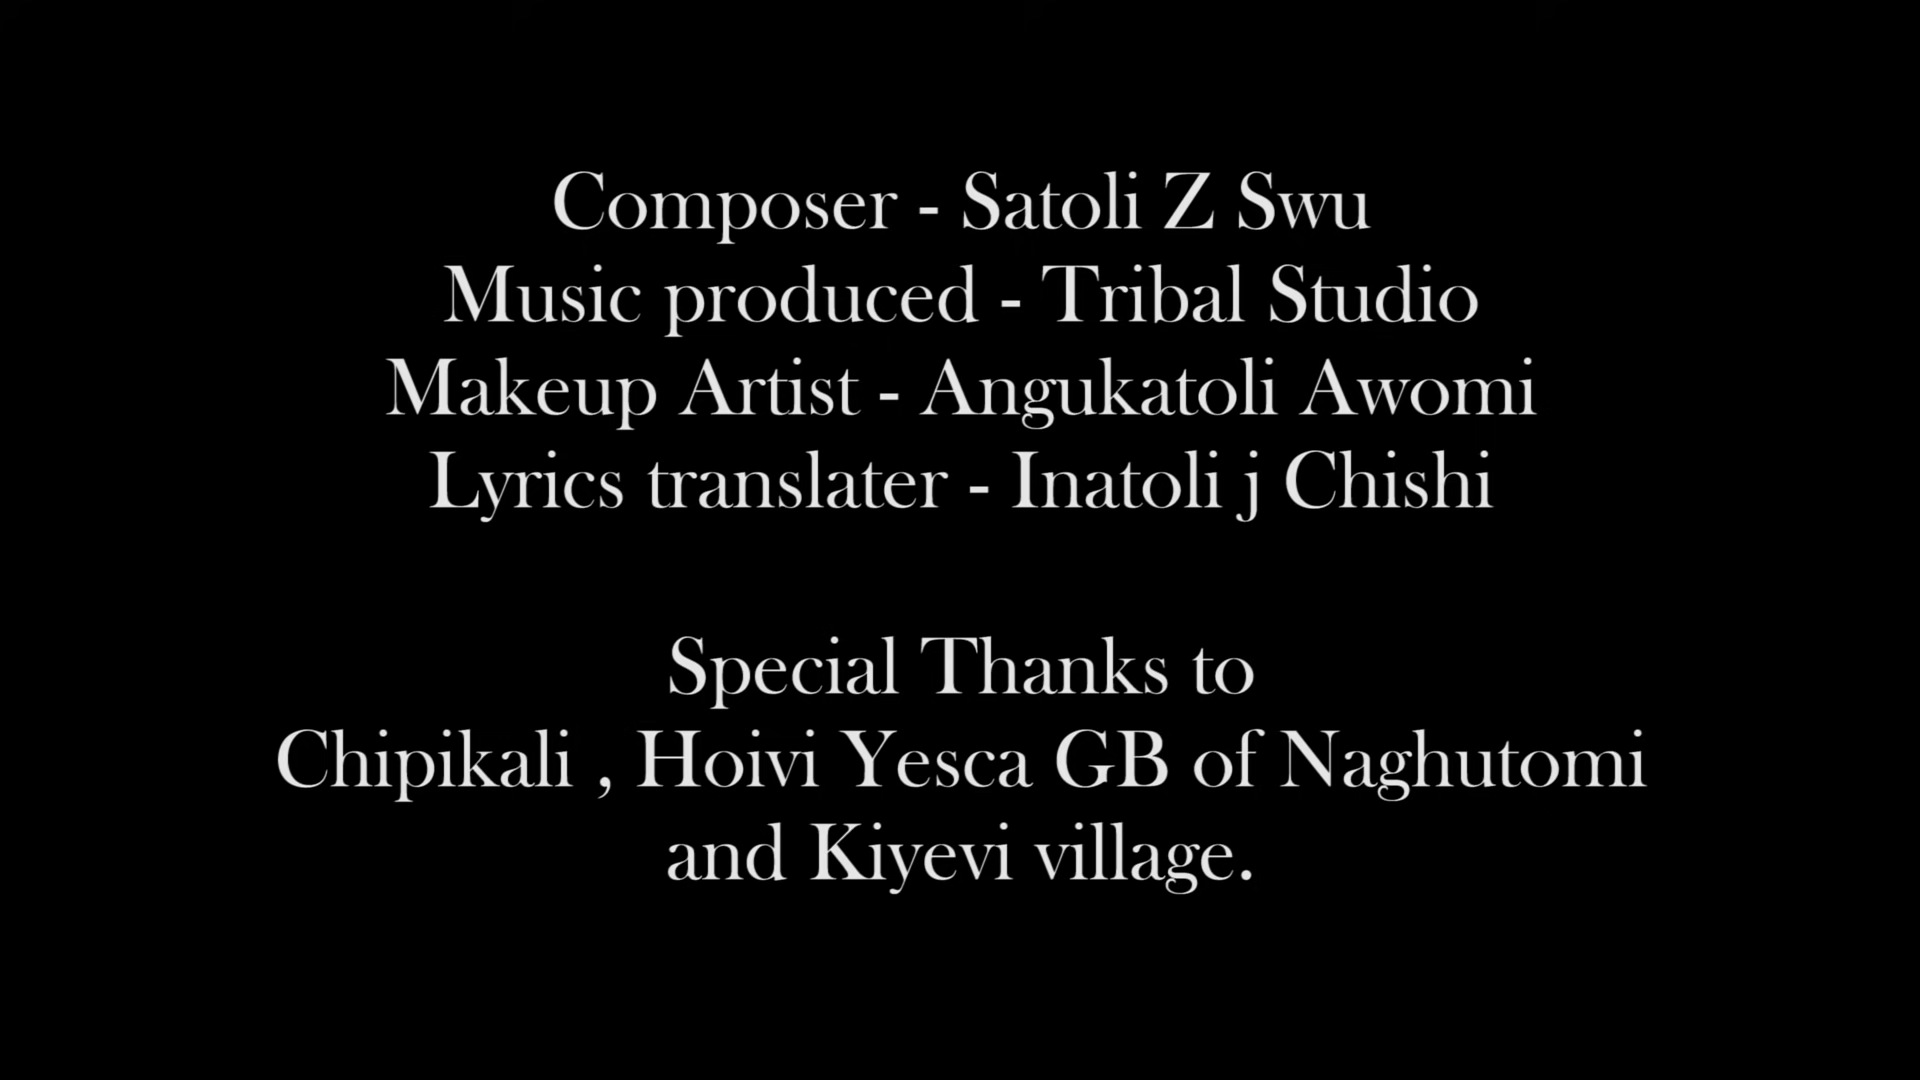 Composer - Satoli Z Swu
Music produced - Tribal Studio
Makeup Artist - Angukatoli Awomi
Lyrics translater - Inatoli j Chishi
Special Thanks to
Chipikali , Hoivi Yesca GB of Naghutomi
and Kiyevi village.